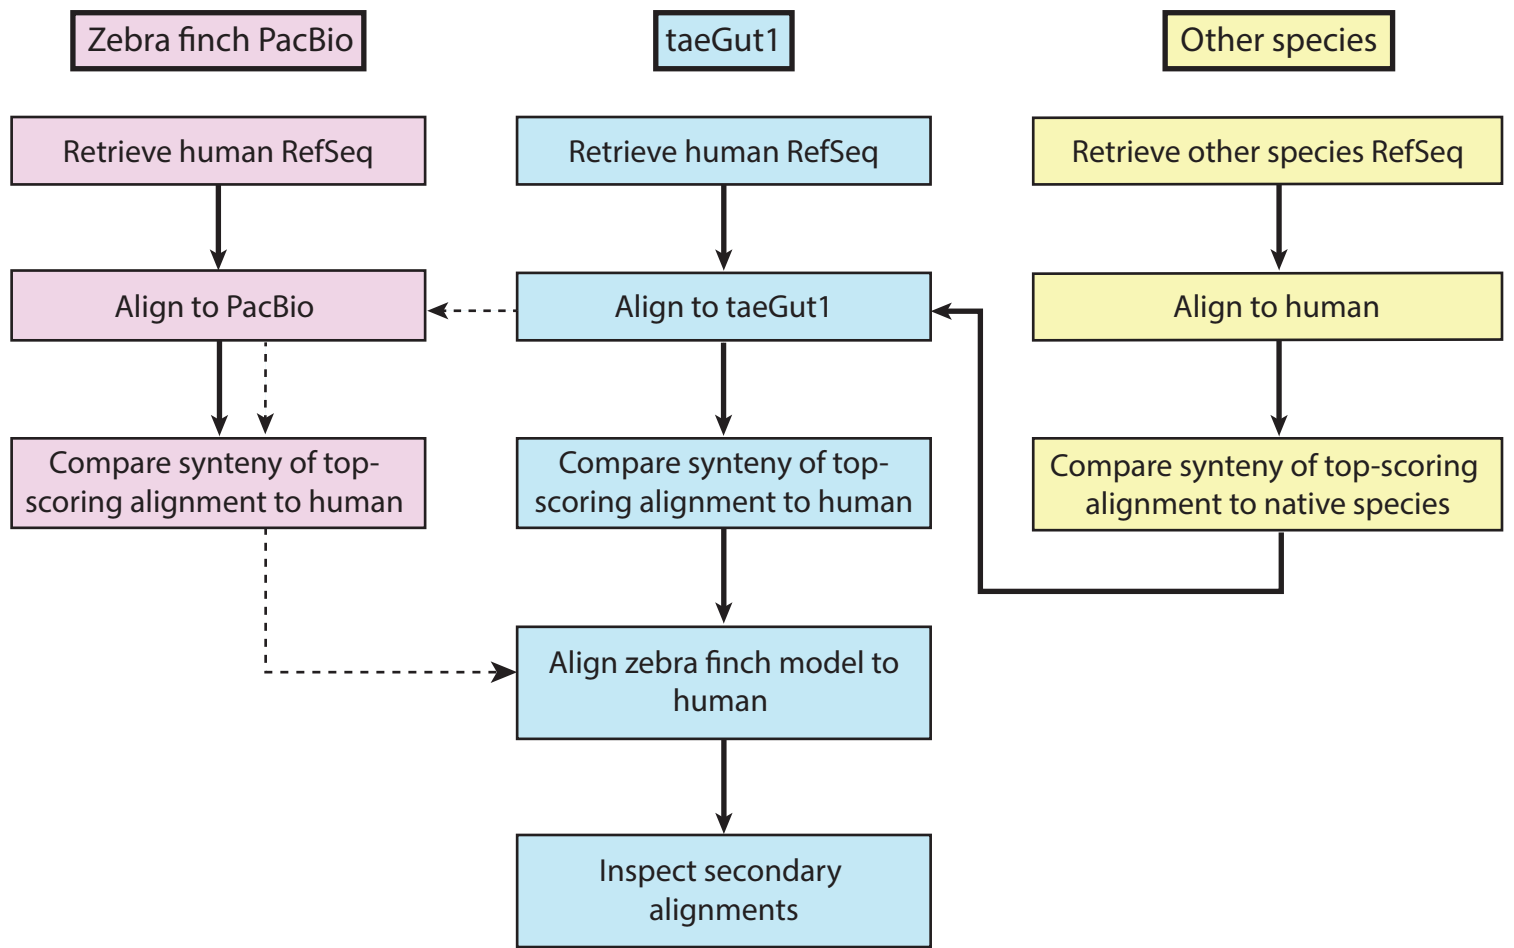 Zebra finch PacBio
taeGut1
Other species
Retrieve human RefSeq
Retrieve human RefSeq
Retrieve other species RefSeq
Align to PacBio
Align to taeGut1
Align to human
Compare synteny of top-
scoring alignment to human
Compare synteny of top-
scoring alignment to human
Compare synteny of top-scoring
alignment to native species
Align zebra finch model to
human
Inspect secondary
alignments